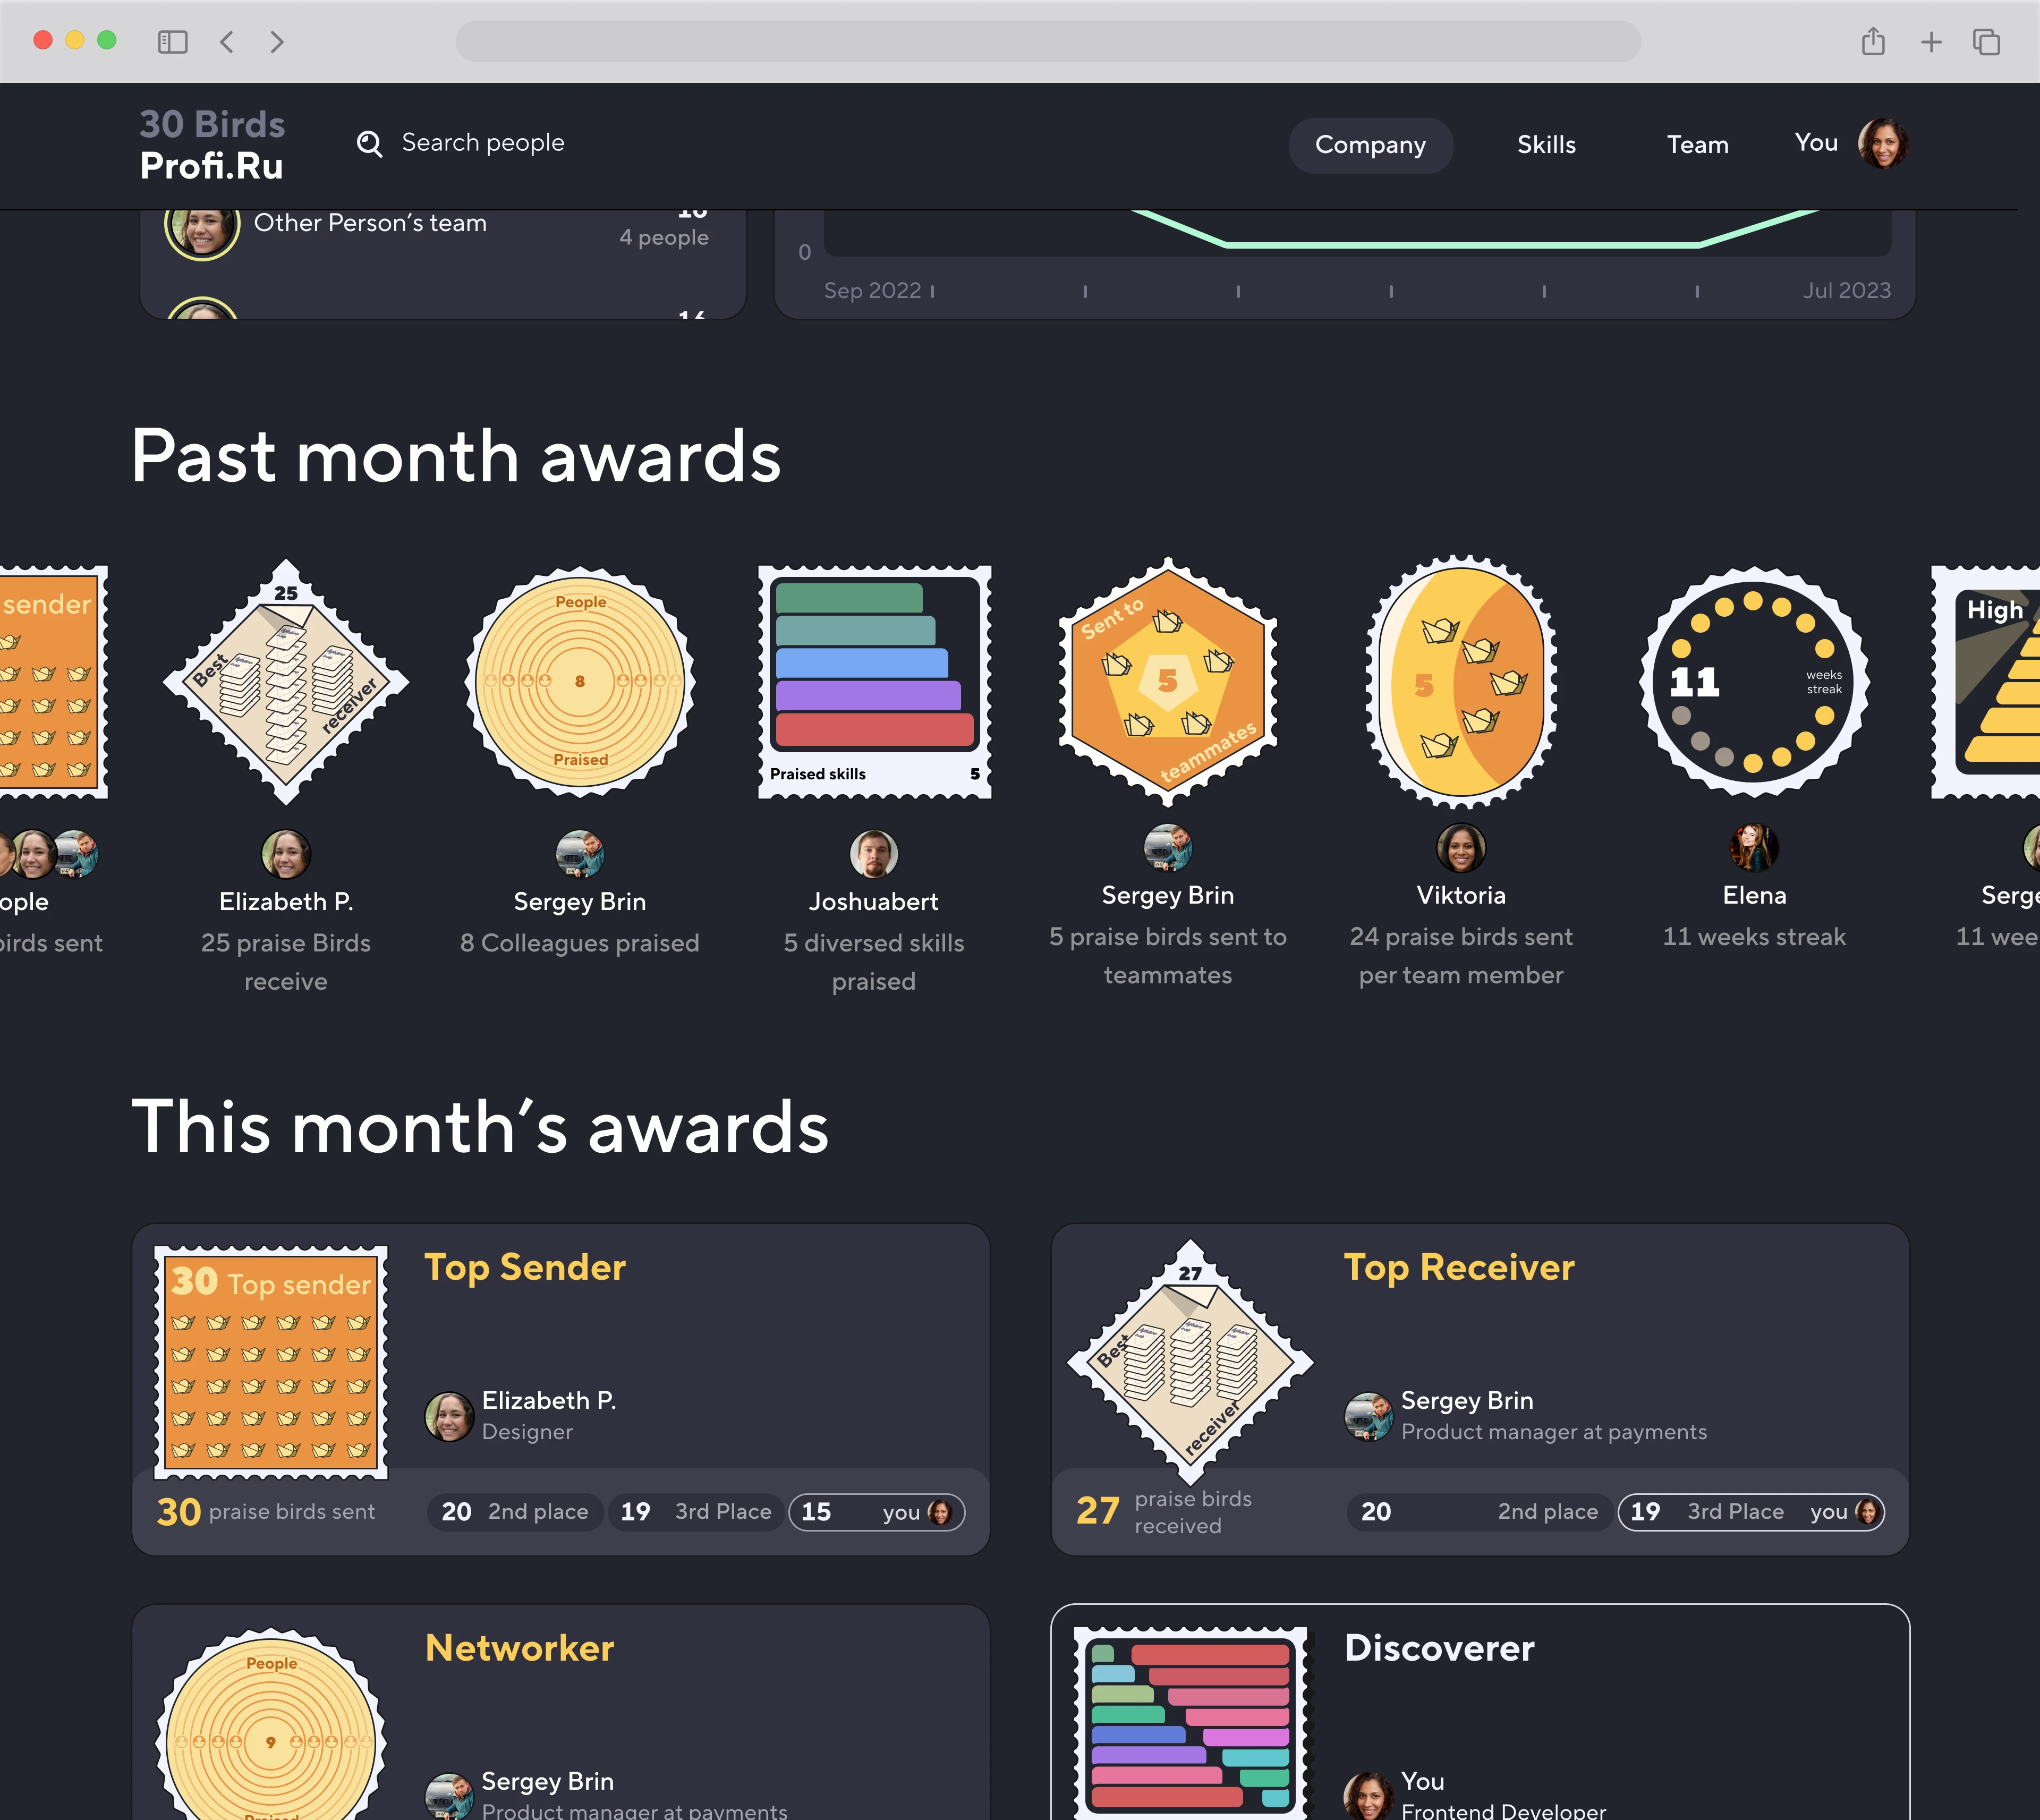 30 Birds
Profi.Ru
Search people
Company
Skills
Team
You
Other Person's team
4 people
0
Sep 2022
Jul 2023
Past month awards
sender
25
Best
receiver
People
8
Praised
Praised skills 5
Sent to
5
teammates
5
11
weeks
streak
High
ople
Elizabeth P.
Sergey Brin
Joshuabert
Sergey Brin
Viktoria
Elena
Serge
birds sent
25 praise Birds
receive
8 Colleagues praised
5 diversed skills
praised
5 praise birds sent to
teammates
24 praise birds sent
per team member
11 weeks streak
11 wee
This month’s awards
30 Top sender
Top Sender
Elizabeth P.
Designer
30 praise birds sent
20 2nd place
19 3rd Place
15 you
27
Best
receiver
Top Receiver
Sergey Brin
Product manager at payments
27 praise birds
received
20 2nd place
19 3rd Place you
People
9
Praised
Networker
Sergey Brin
Product manager at payments
Discoverer
You
Frontend Developer